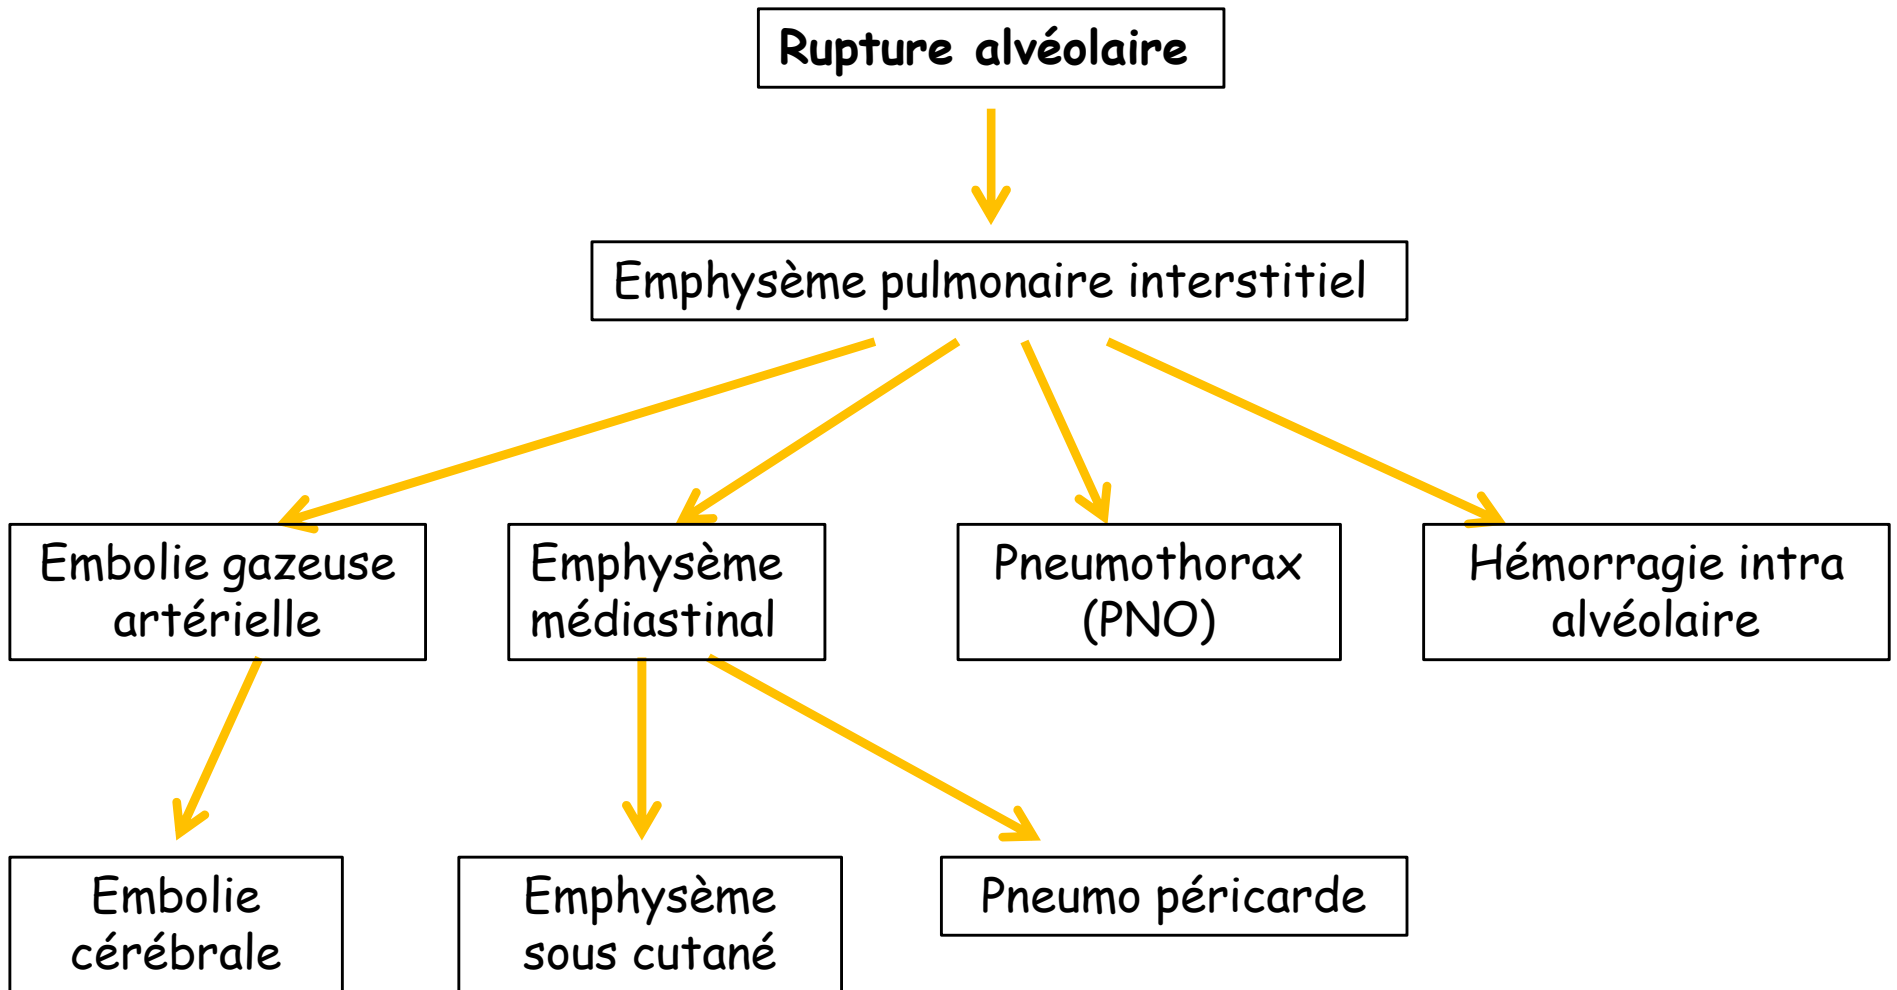 Rupture alvéolaire
Emphysème pulmonaire interstitiel
Embolie gazeuse
artérielle
Emphysème
médiastinal
Pneumothorax
(PNO)
Hémorragie intra
alvéolaire
Embolie
cérébrale
Emphysème
sous cutané
Pneumo péricarde